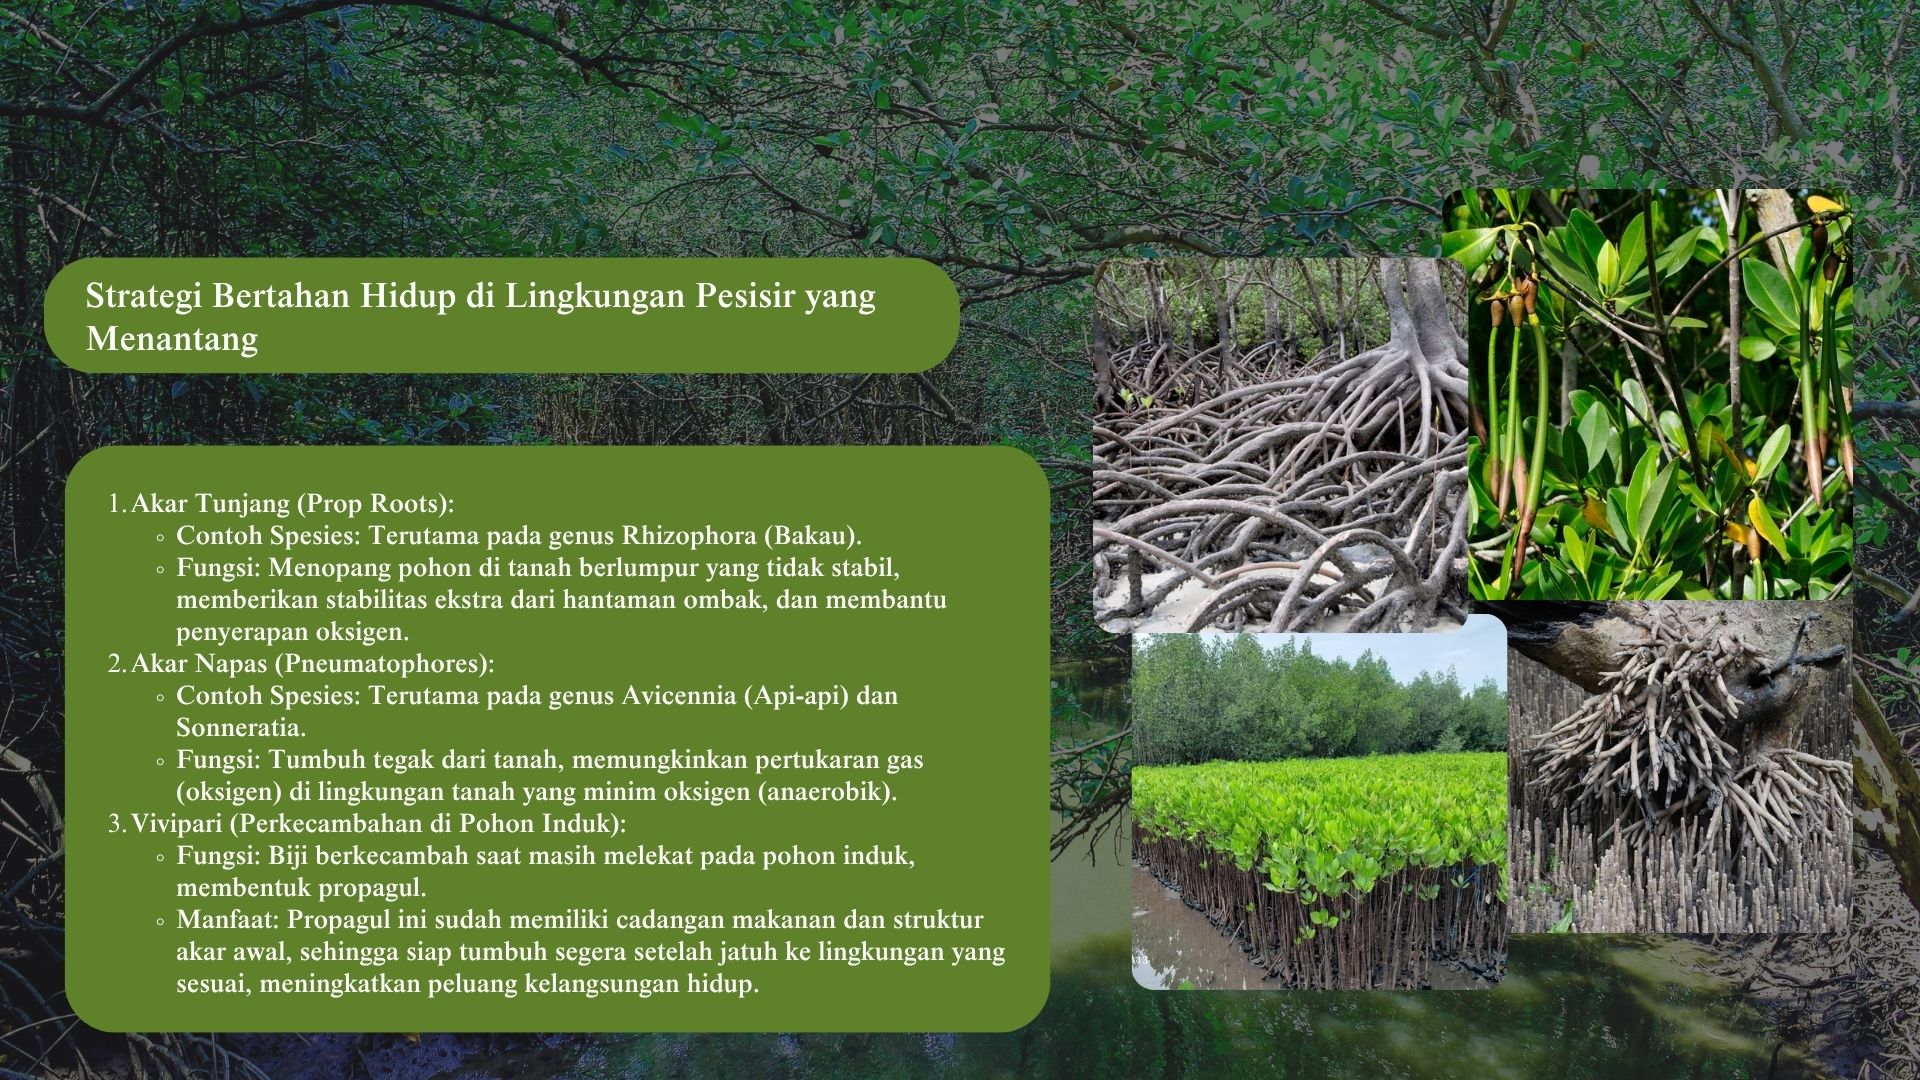 Strategi Bertahan Hidup di Lingkungan Pesisir yang
Menantang
1. Akar Tunjang (Prop Roots):
◦ Contoh Spesies: Terutama pada genus Rhizophora (Bakau).
◦ Fungsi: Menopang pohon di tanah berlumpur yang tidak stabil,
memberikan stabilitas ekstra dari hantaman ombak, dan membantu
penyerapan oksigen.
2. Akar Napas (Pneumatophores):
◦ Contoh Spesies: Terutama pada genus Avicennia (Api-api) dan
Sonneratia.
◦ Fungsi: Tumbuh tegak dari tanah, memungkinkan pertukaran gas
(oksigen) di lingkungan tanah yang minim oksigen (anaerobik).
3. Vivipari (Perkecambahan di Pohon Induk):
◦ Fungsi: Biji berkecambah saat masih melekat pada pohon induk,
membentuk propagul.
◦ Manfaat: Propagul ini sudah memiliki cadangan makanan dan struktur
akar awal, sehingga siap tumbuh segera setelah jatuh ke lingkungan yang
sesuai, meningkatkan peluang kelangsungan hidup.